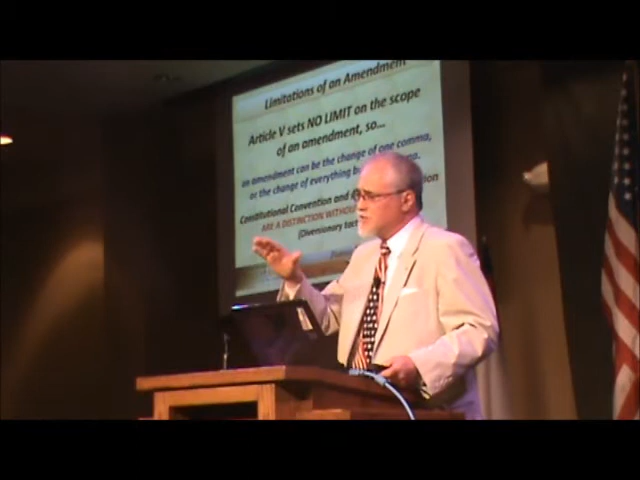 Limitations of an Amendment
Article V sets NO LIMIT on the scope
of an amendment, so...
an amendment can be the change of one comma,
or the change of everything
Constitutional Convention and
ARE A DISTINCTION WITHOUT
(Diversionary